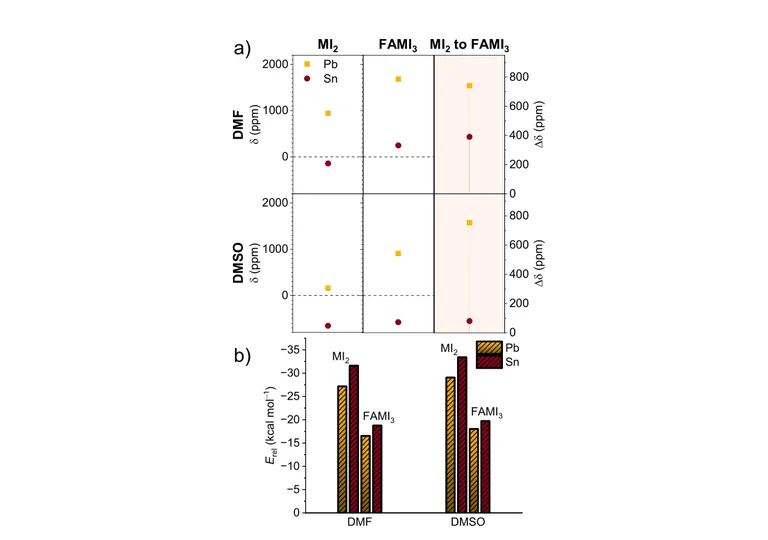 a)
MI₂ FAMI₃ MI₂ to FAMI₃
Pb
Sn
DMF
δ (ppm)
2000
1000
0
800
600
400
200
0
Δδ (ppm)
DMSO
δ (ppm)
2000
1000
0
800
600
400
200
0
Δδ (ppm)
b)
Eᵣₑₗ (kcal mol⁻¹)
−35
−30
−25
−20
−15
−10
−5
0
MI₂
FAMI₃
MI₂
FAMI₃
Pb
Sn
DMF DMSO